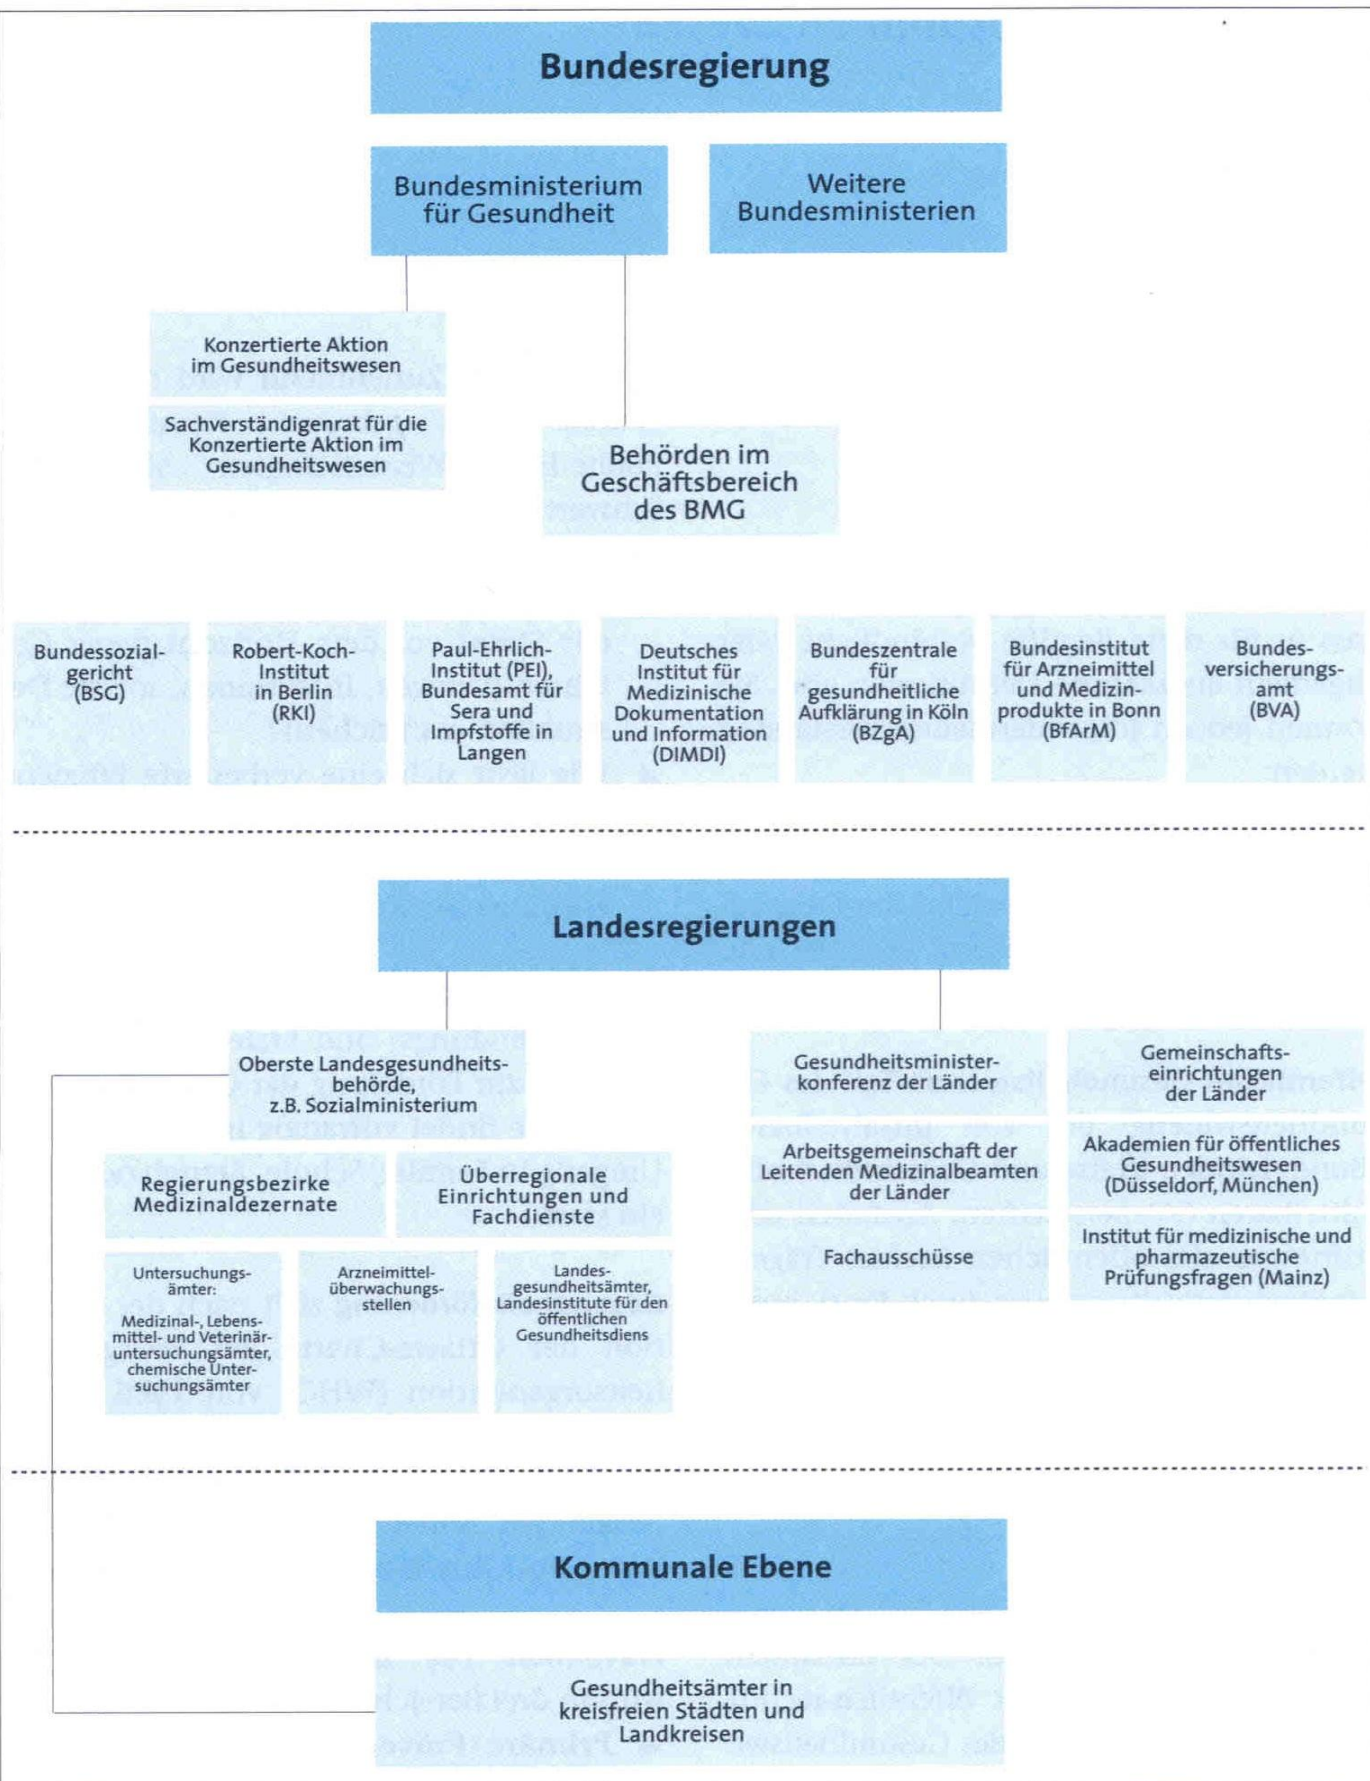 Bundesregierung
Bundesministerium
für Gesundheit
Weitere
Bundesministerien
Konzertierte Aktion
im Gesundheitswesen
Sachverständigenrat für die
Konzertierte Aktion im
Gesundheitswesen
Behörden im
Geschäftsbereich
des BMG
Bundessozial-
gericht
(BSG)
Robert-Koch-
Institut
in Berlin
(RKI)
Paul-Ehrlich-
Institut (PEI),
Bundesamt für
Sera und
Impfstoffe in
Langen
Deutsches
Institut für
Medizinische
Dokumentation
und Information
(DIMDI)
Bundeszentrale
für
gesundheitliche
Aufklärung in Köln
(BZgA)
Bundesinstitut
für Arzneimittel
und Medizin-
produkte in Bonn
(BfArM)
Bundes-
versicherungs-
amt
(BVA)
Landesregierungen
Oberste Landesgesundheits-
behörde,
z.B. Sozialministerium
Regierungsbezirke
Medizinaldezernate
Überregionale
Einrichtungen und
Fachdienste
Untersuchungs-
ämter:
Medizinal-, Lebens-
mittel- und Veterinär-
untersuchungsämter,
chemische Unter-
suchungsämter
Arzneimittel-
überwachungs-
stellen
Landes-
gesundheitsämter,
Landesinstitute für den
öffentlichen
Gesundheitsdiens
Gesundheitsminister-
konferenz der Länder
Arbeitsgemeinschaft der
Leitenden Medizinalbeamten
der Länder
Fachausschüsse
Gemeinschafts-
einrichtungen
der Länder
Akademien für öffentliches
Gesundheitswesen
(Düsseldorf, München)
Institut für medizinische und
pharmazeutische
Prüfungsfragen (Mainz)
Kommunale Ebene
Gesundheitsämter in
kreisfreien Städten und
Landkreisen